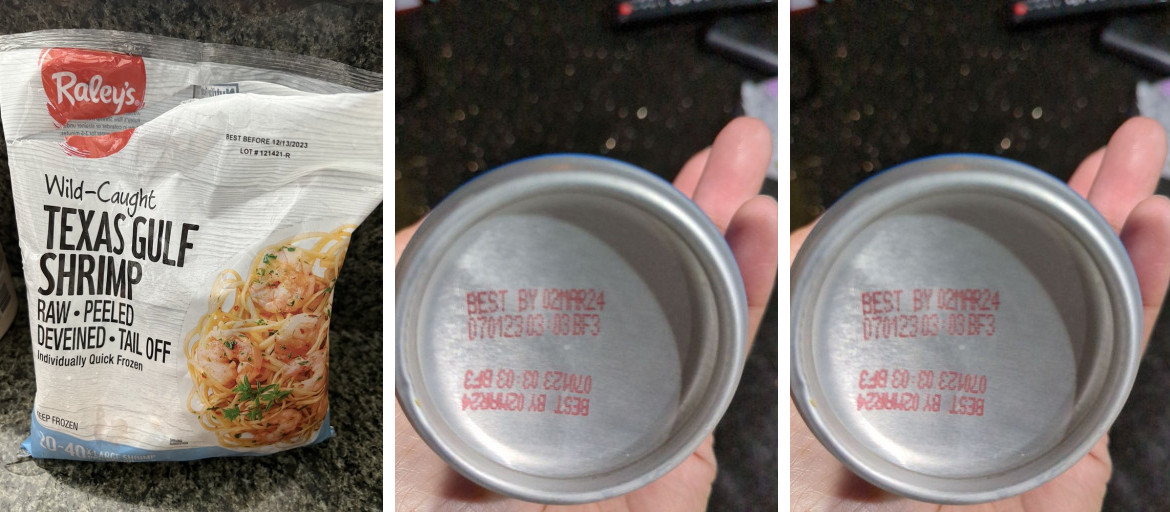 Raley's
BEST BEFORE 12/13/2023
LOT # 121421-R
Wild-Caught
TEXAS GULF
SHRIMP
RAW • PEELED
DEVEINED • TAIL OFF
Individually Quick Frozen
KEEP FROZEN
20-40
BEST BY 02MAR24
070123 03:03 BF3
070123 03:03 BF3
BEST BY 02MAR24
BEST BY 02MAR24
070123 03:03 BF3
070123 03:03 BF3
BEST BY 02MAR24